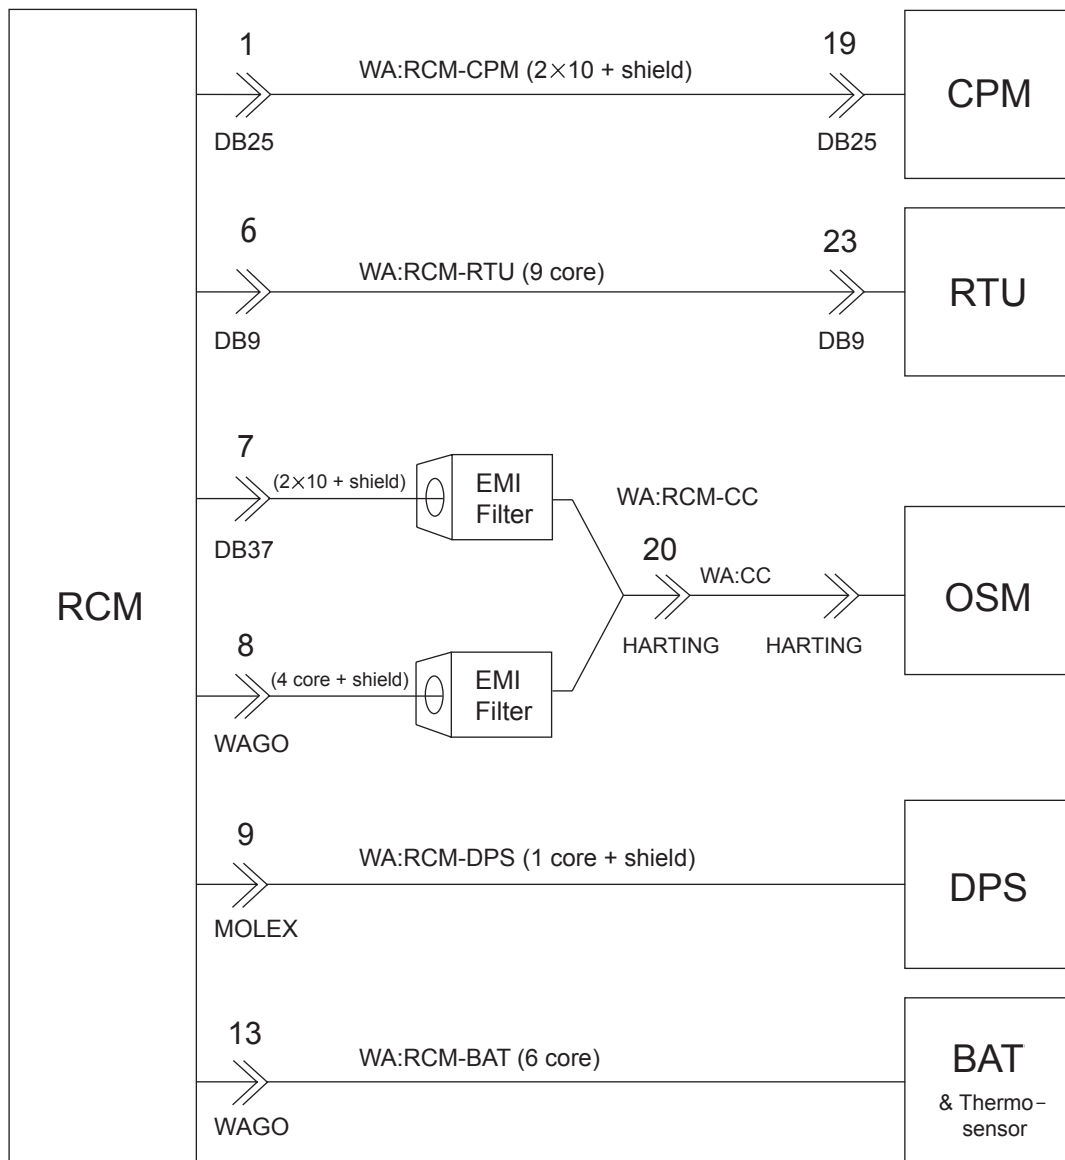 RCM
1
WA:RCM-CPM (2×10 + shield)
19
CPM
DB25
DB25
6
WA:RCM-RTU (9 core)
23
RTU
DB9
DB9
7
(2×10 + shield)
EMI
Filter
WA:RCM-CC
DB37
20
WA:CC
OSM
HARTING
HARTING
8
(4 core + shield)
EMI
Filter
WAGO
9
WA:RCM-DPS (1 core + shield)
DPS
MOLEX
13
WA:RCM-BAT (6 core)
BAT
& Thermo-
sensor
WAGO